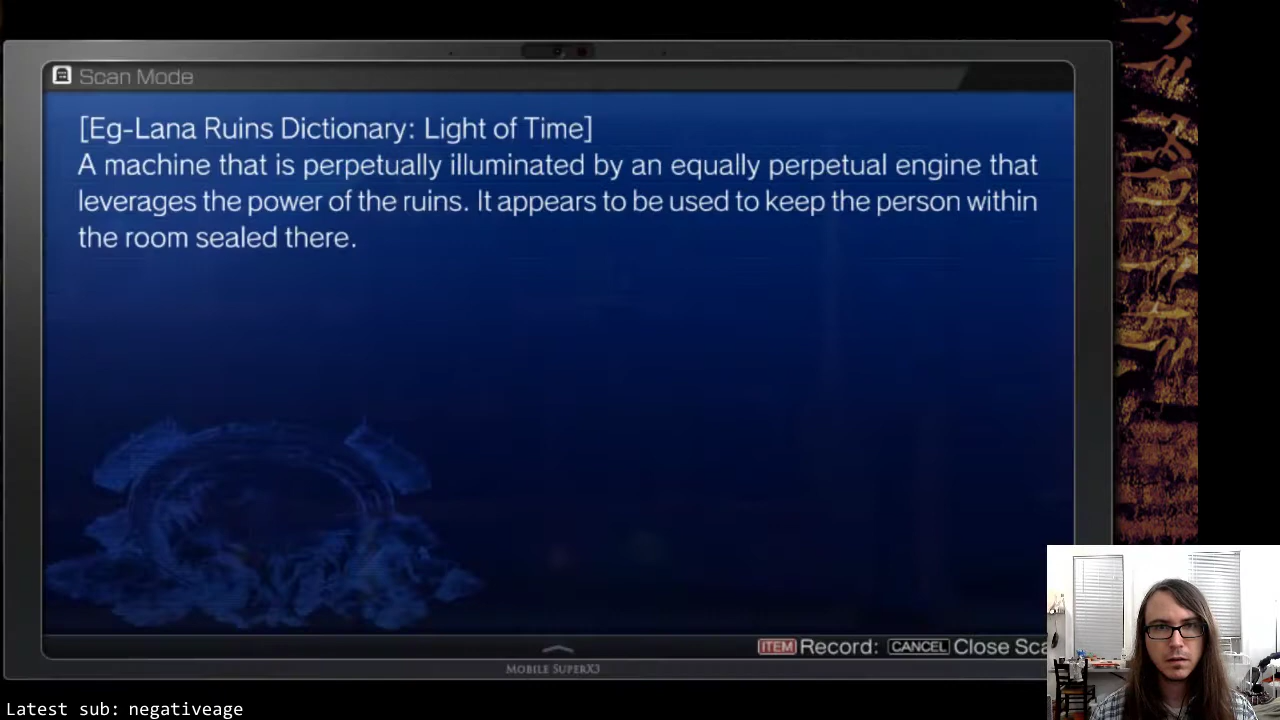 Scan Mode
[Eg-Lana Ruins Dictionary: Light of Time]
A machine that is perpetually illuminated by an equally perpetual engine that
leverages the power of the ruins. It appears to be used to keep the person within
the room sealed there.
ITEM Record: CANCEL Close Sca
MOBILE SUPERX3
Latest sub: negativeage